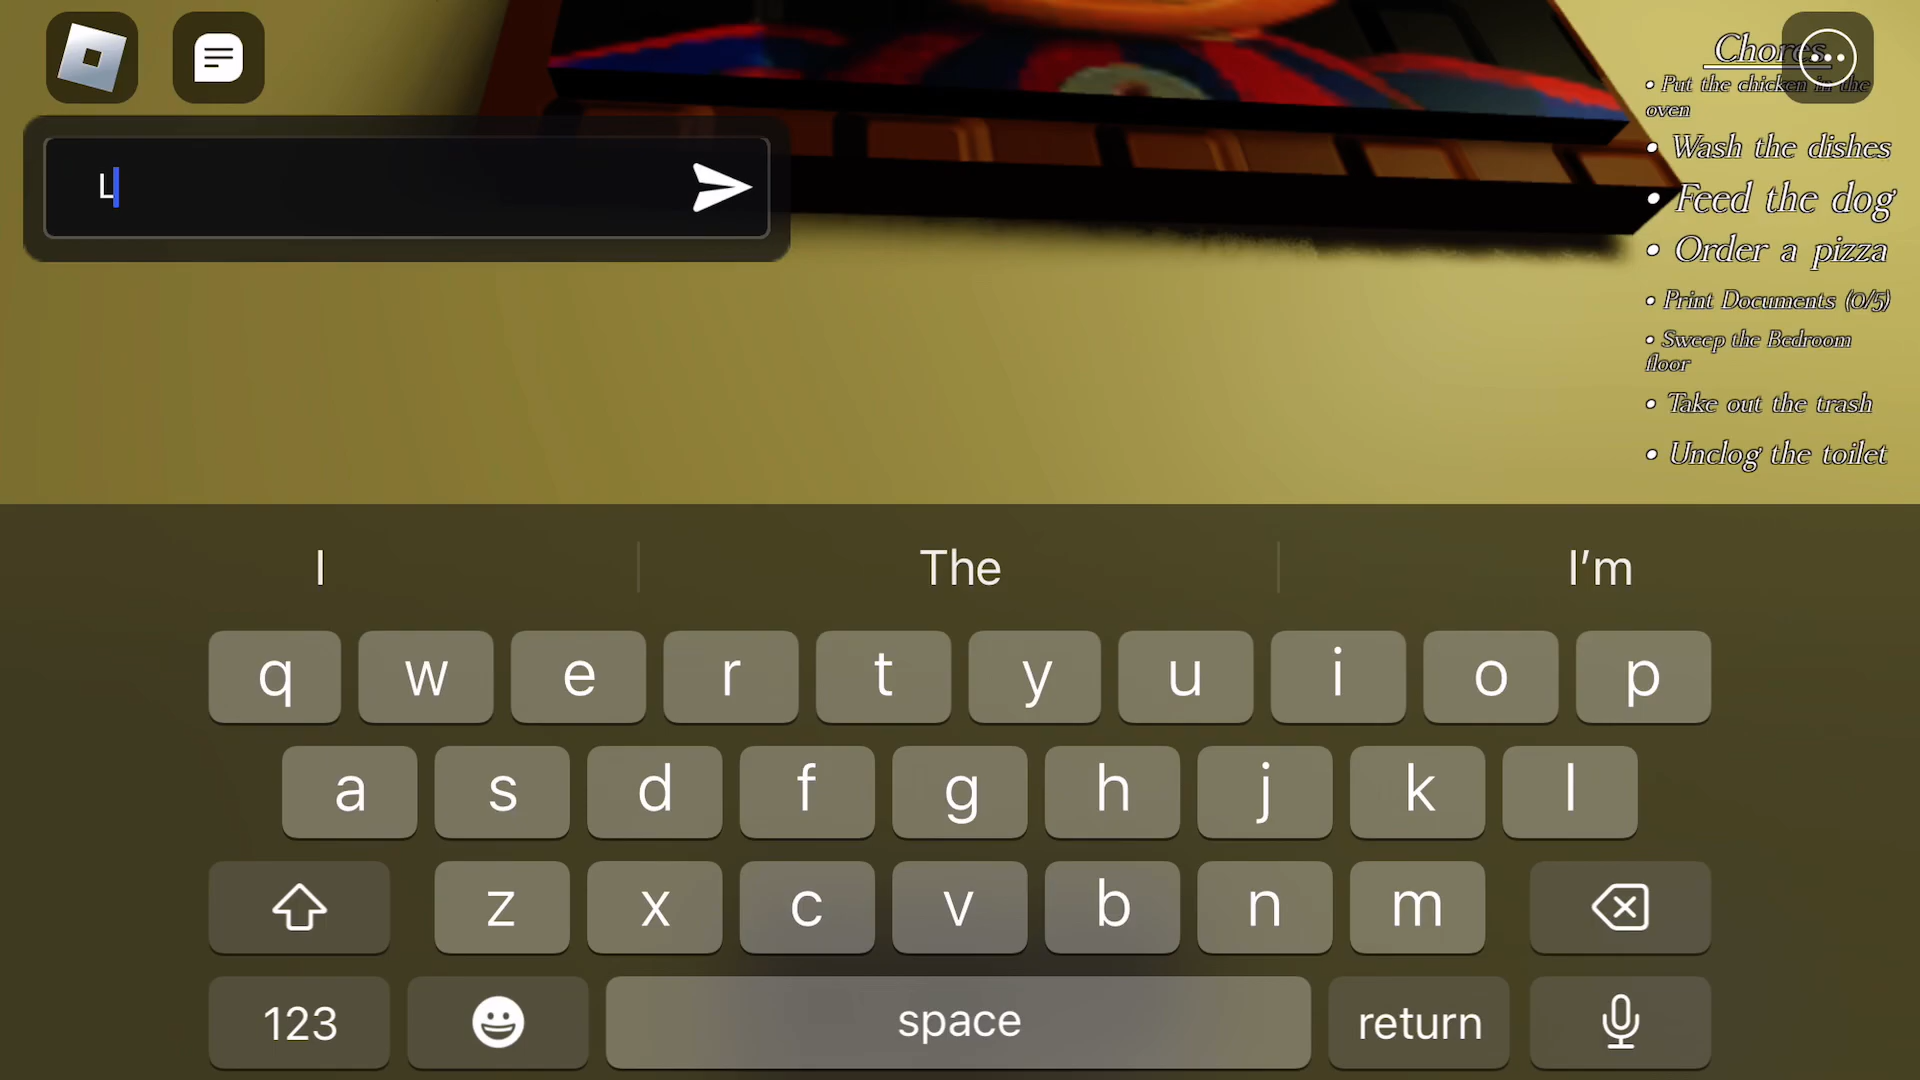 Chores
• Put the chicken in the
oven
• Wash the dishes
• Feed the dog
• Order a pizza
• Print Documents (0/5)
• Sweep the Bedroom
floor
• Take out the trash
• Unclog the toilet
L
I The I'm
q w e r t y u i o p
a s d f g h j k l
z x c v b n m
123 space return